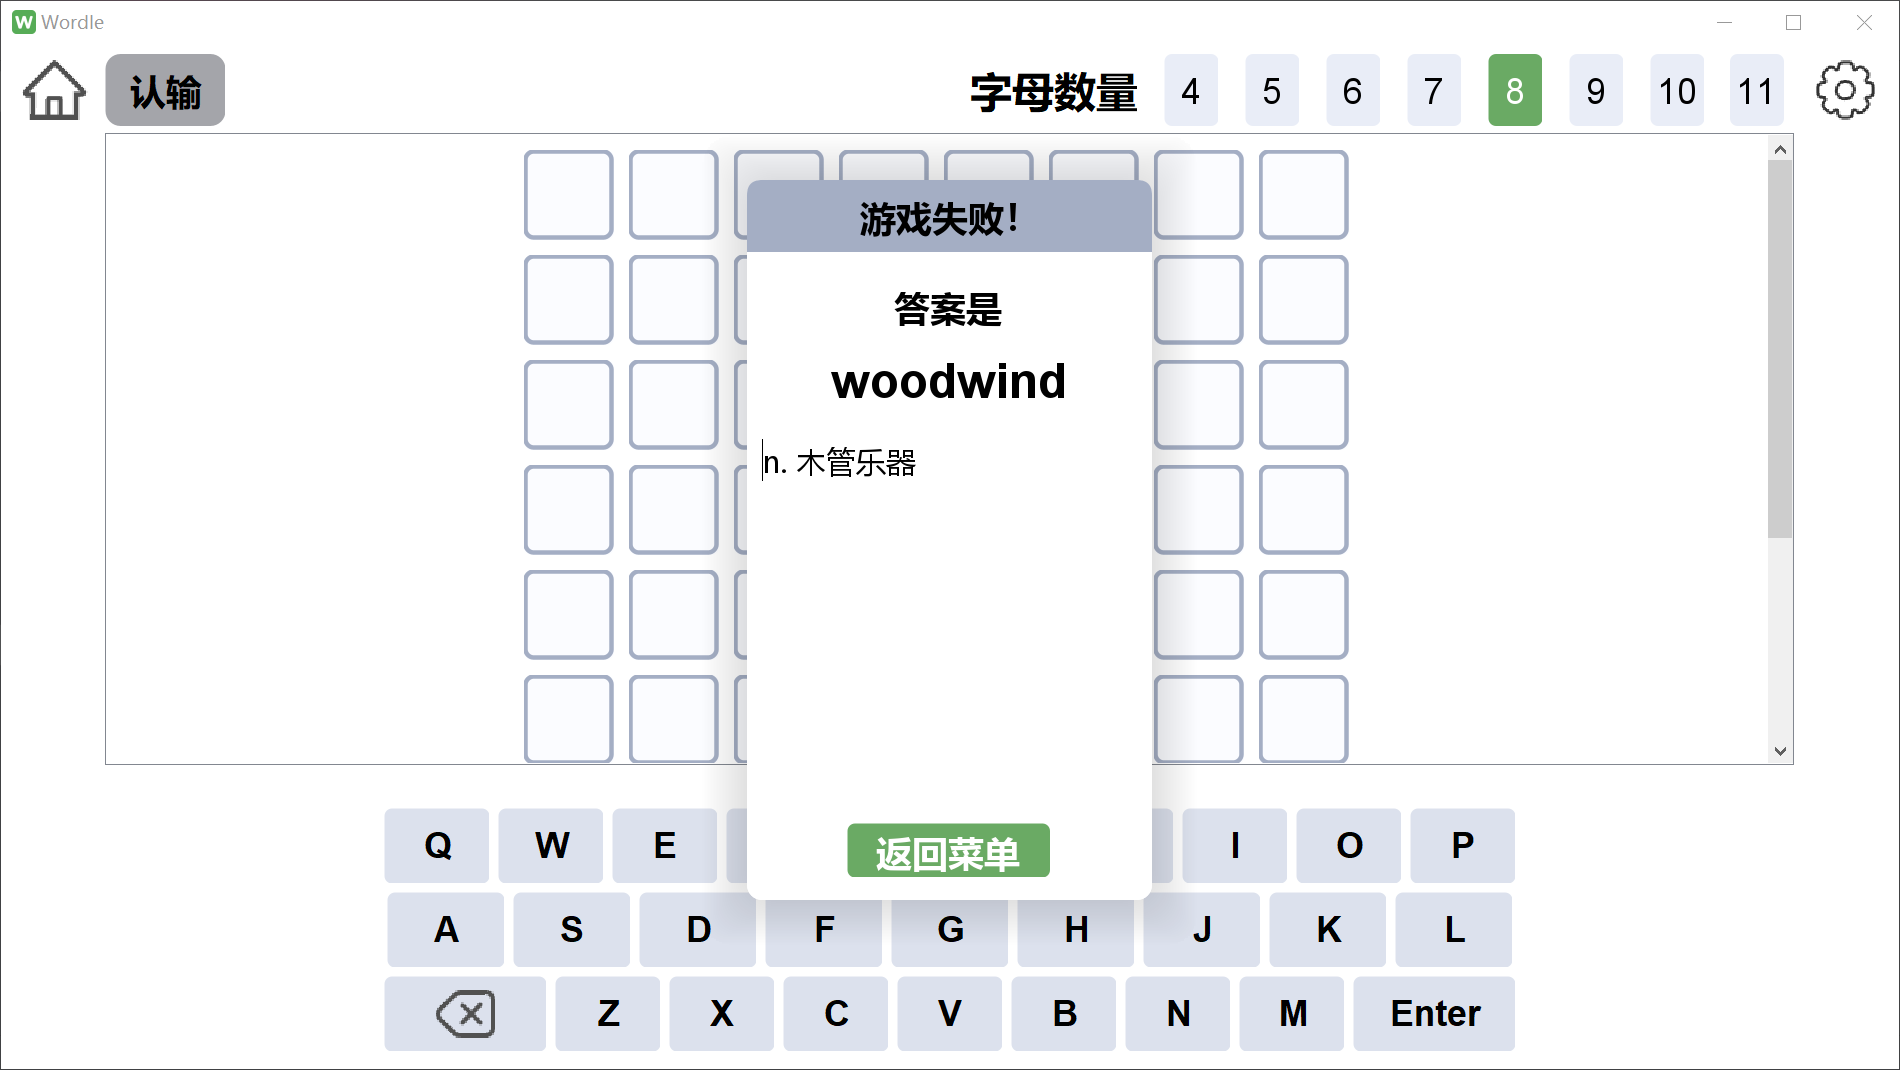 W Wordle
认输 字母数量 4 5 6 7 8 9 10 11
游戏失败！
答案是
woodwind
n. 木管乐器
返回菜单
Q W E I O P
A S D F G H J K L
Z X C V B N M Enter